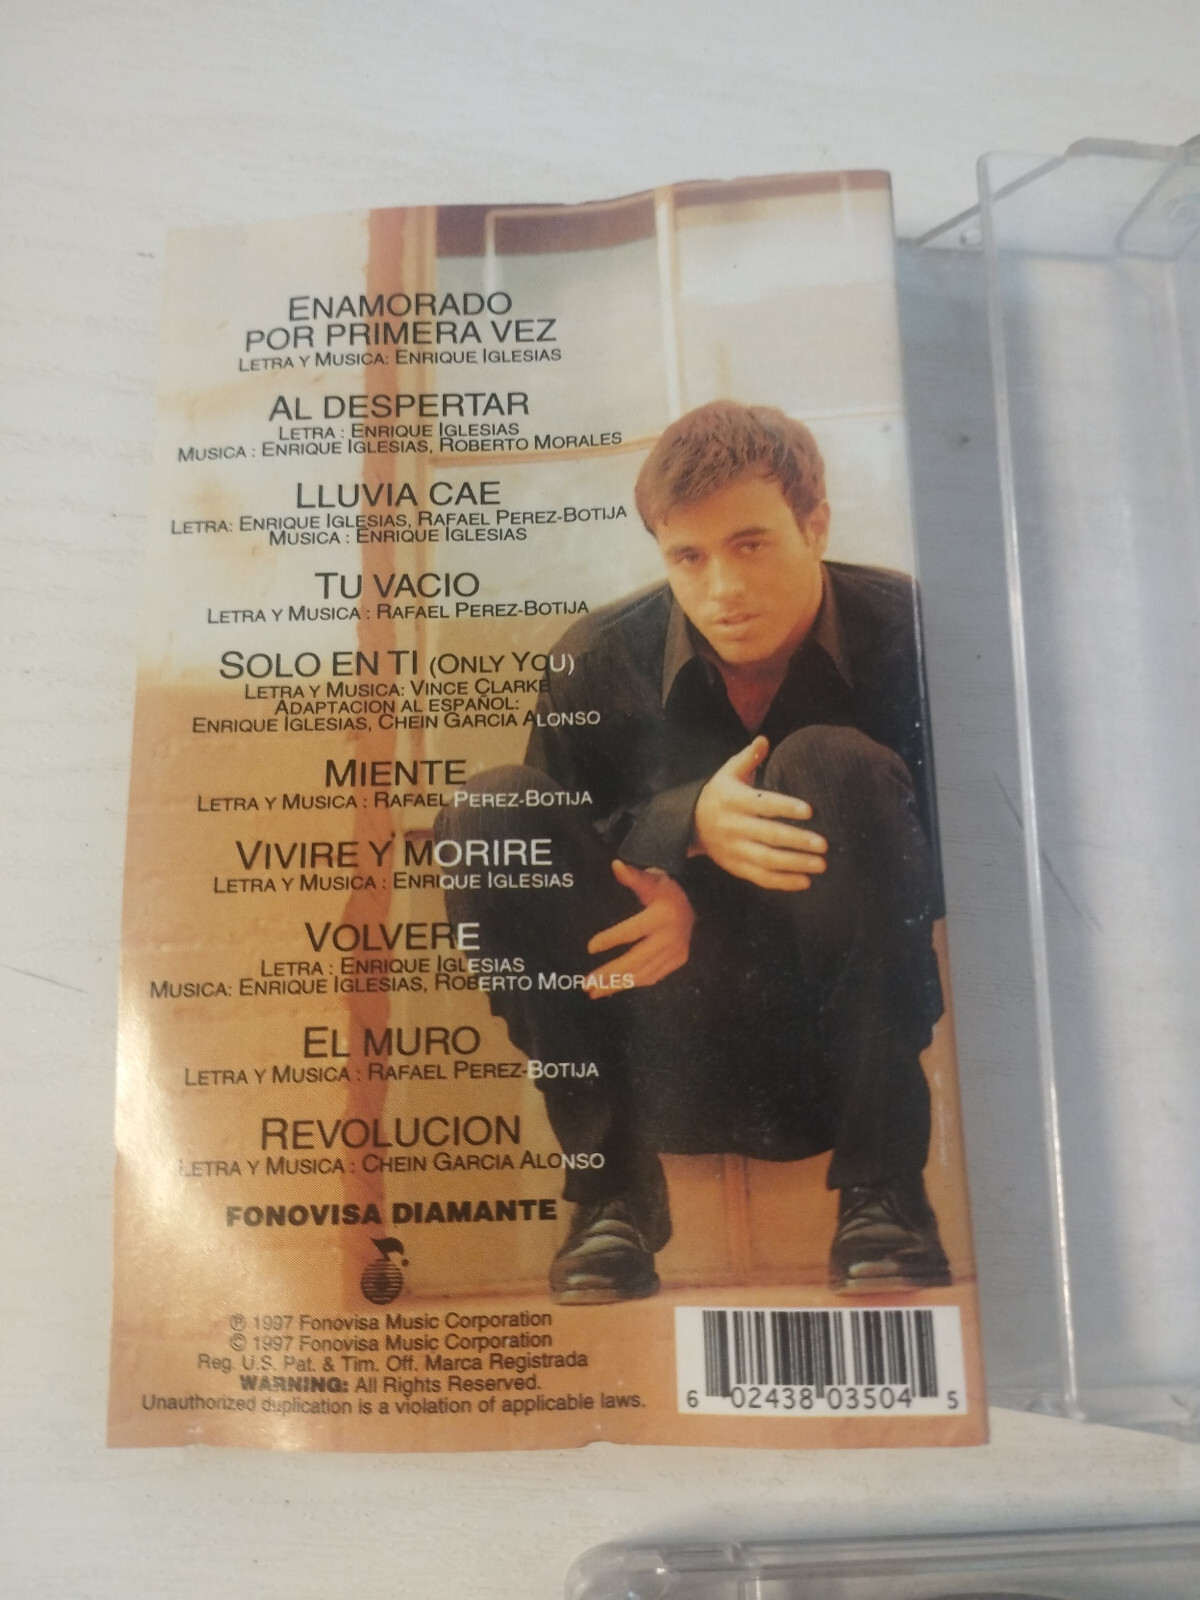 ENAMORADO
POR PRIMERA VEZ
LETRA Y MUSICA: ENRIQUE IGLESIAS
AL DESPERTAR
LETRA : ENRIQUE IGLESIAS
MUSICA : ENRIQUE IGLESIAS, ROBERTO MORALES
LLUVIA CAE
LETRA: ENRIQUE IGLESIAS, RAFAEL PEREZ-BOTIJA
MUSICA : ENRIQUE IGLESIAS
TU VACIO
LETRA Y MUSICA : RAFAEL PEREZ-BOTIJA
SOLO EN TI (ONLY YOU)
LETRA Y MUSICA: VINCE CLARKE
ADAPTACION AL ESPAÑOL:
ENRIQUE IGLESIAS, CHEIN GARCIA ALONSO
MIENTE
LETRA Y MUSICA : RAFAEL PEREZ-BOTIJA
VIVIRE Y MORIRE
LETRA Y MUSICA : ENRIQUE IGLESIAS
VOLVERE
LETRA : ENRIQUE IGLESIAS
MUSICA: ENRIQUE IGLESIAS, ROBERTO MORALES
EL MURO
LETRA Y MUSICA : RAFAEL PEREZ-BOTIJA
REVOLUCION
LETRA Y MUSICA : CHEIN GARCIA ALONSO
FONOVISA DIAMANTE
℗ 1997 Fonovisa Music Corporation
© 1997 Fonovisa Music Corporation
Reg. U.S. Pat. & Tim. Off. Marca Registrada
WARNING: All Rights Reserved.
Unauthorized duplication is a violation of applicable laws.
6 02438 03504 5